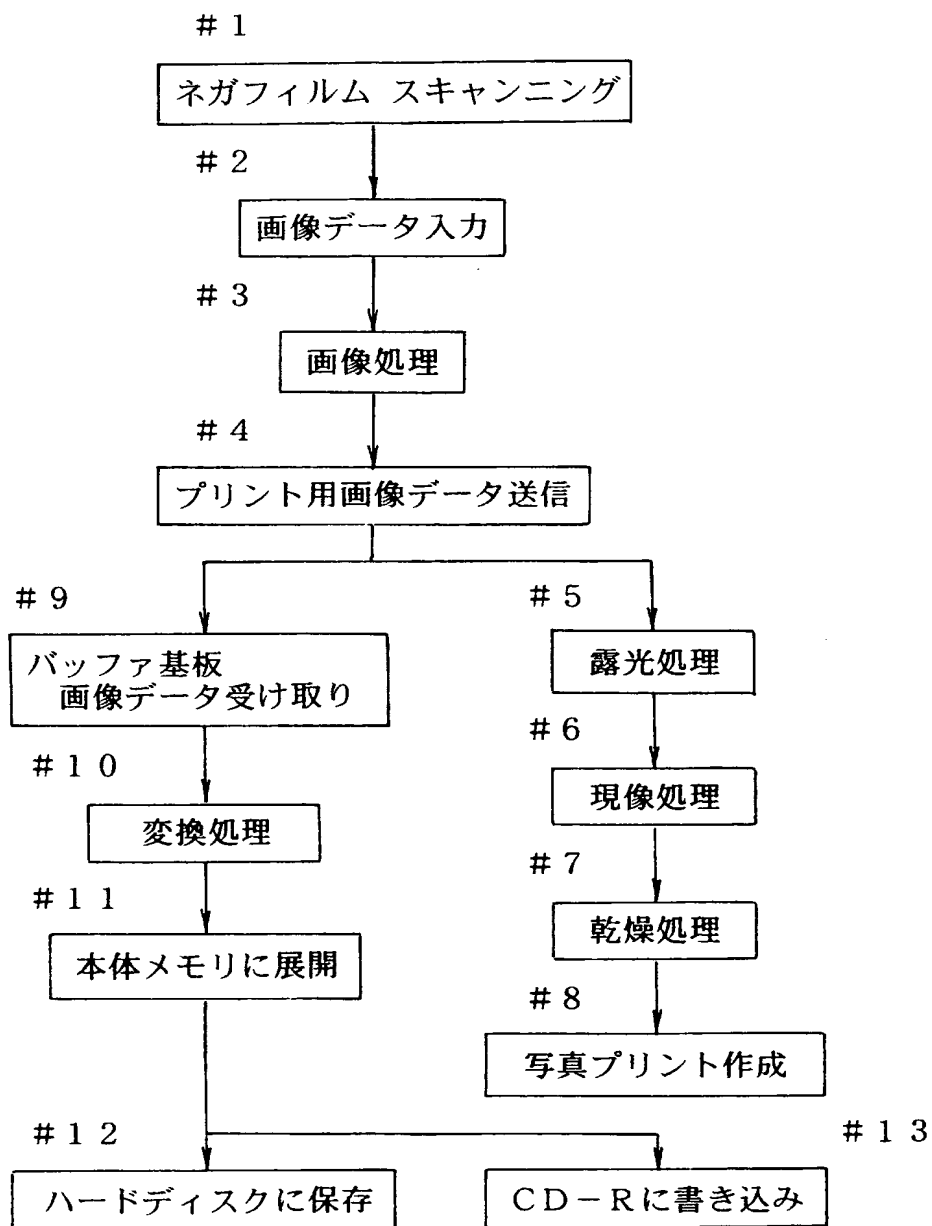 ＃１
ネガフィルム スキャンニング
＃２
画像データ入力
＃３
画像処理
＃４
プリント用画像データ送信
＃９
バッファ基板
画像データ受け取り
＃１０
変換処理
＃１１
本体メモリに展開
＃５
露光処理
＃６
現像処理
＃７
乾燥処理
＃８
写真プリント作成
＃１２
ハードディスクに保存
＃１３
ＣＤ－Ｒに書き込み